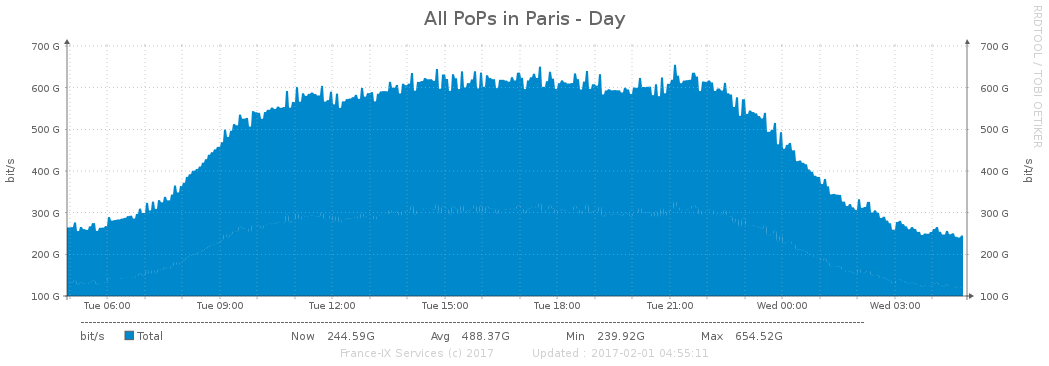 All PoPs in Paris - Day
RRDTOOL / TOBI OETIKER
bit/s
bit/s
700 G 700 G
600 G 600 G
500 G 500 G
400 G 400 G
300 G 300 G
200 G 200 G
100 G 100 G
Tue 06:00 Tue 09:00 Tue 12:00 Tue 15:00 Tue 18:00 Tue 21:00 Wed 00:00 Wed 03:00
bit/s Total Now 244.59G Avg 488.37G Min 239.92G Max 654.52G
France-IX Services (c) 2017 Updated : 2017-02-01 04:55:11